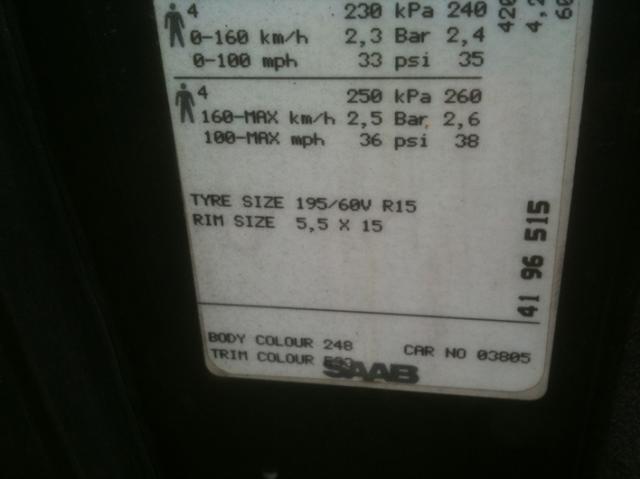 4 230 kPa 240
0-160 km/h 2,3 Bar 2,4
0-100 mph 33 psi 35
4 250 kPa 260
160-MAX km/h 2,5 Bar 2,6
100-MAX mph 36 psi 38
TYRE SIZE 195/60V R15
RIM SIZE 5,5 X 15
41 96 515
BODY COLOUR 248
TRIM COLOUR
CAR NO 03805
SAAB